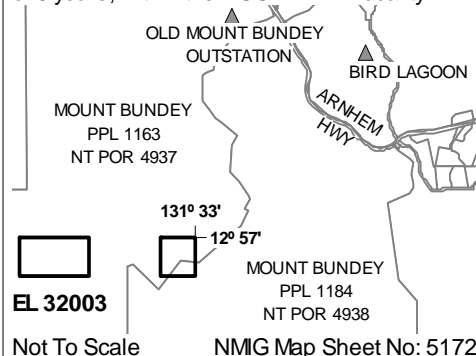 OLD MOUNT BUNDEY
OUTSTATION
BIRD LAGOON
ARNHEM
HWY
MOUNT BUNDEY
PPL 1163
NT POR 4937
131º 33'
12º 57'
MOUNT BUNDEY
PPL 1184
NT POR 4938
EL 32003
Not To Scale
NMIG Map Sheet No: 5172